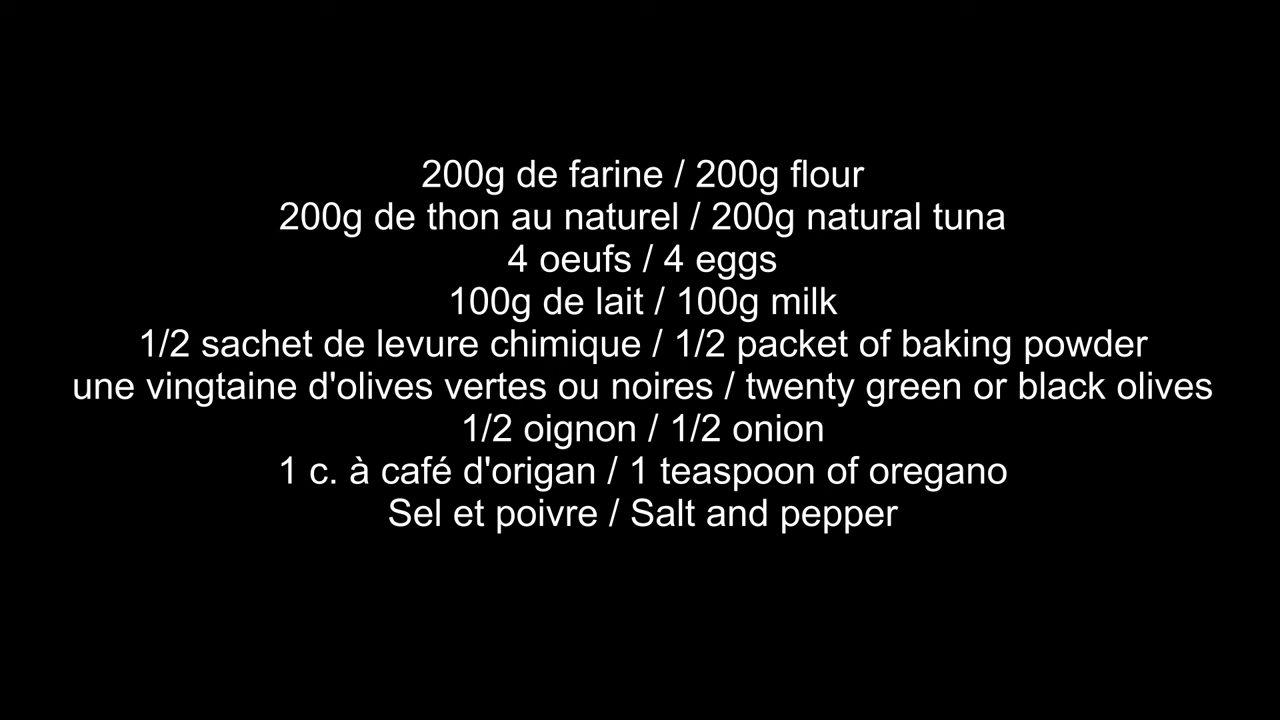 200g de farine / 200g flour
200g de thon au naturel / 200g natural tuna
4 oeufs / 4 eggs
100g de lait / 100g milk
1/2 sachet de levure chimique / 1/2 packet of baking powder
une vingtaine d'olives vertes ou noires / twenty green or black olives
1/2 oignon / 1/2 onion
1 c. à café d'origan / 1 teaspoon of oregano
Sel et poivre / Salt and pepper